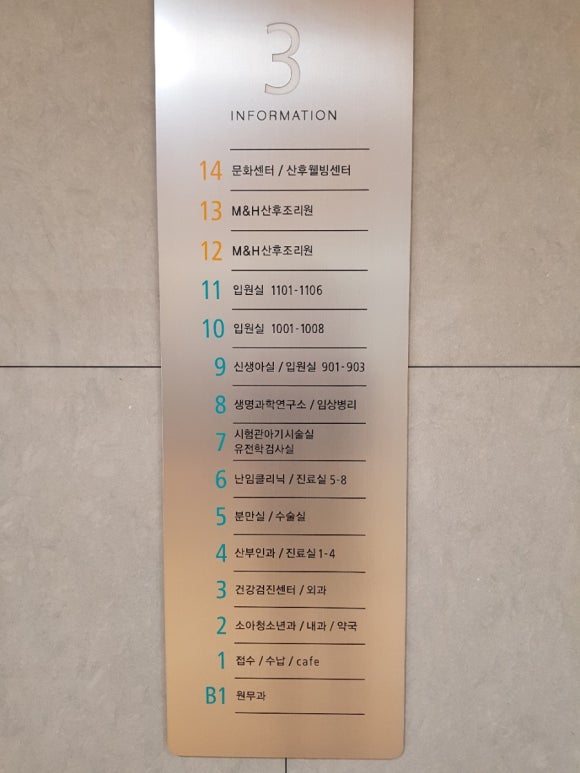 3
INFORMATION
14 문화센터 / 산후웰빙센터
13 M&H산후조리원
12 M&H산후조리원
11 입원실 1101-1106
10 입원실 1001-1008
9 신생아실 / 입원실 901-903
8 생명과학연구소 / 임상병리
7 시험관아기시술실
유전학검사실
6 난임클리닉 / 진료실 5-8
5 분만실 / 수술실
4 산부인과 / 진료실 1-4
3 건강검진센터 / 외과
2 소아청소년과 / 내과 / 약국
1 접수 / 수납 / cafe
B1 원무과